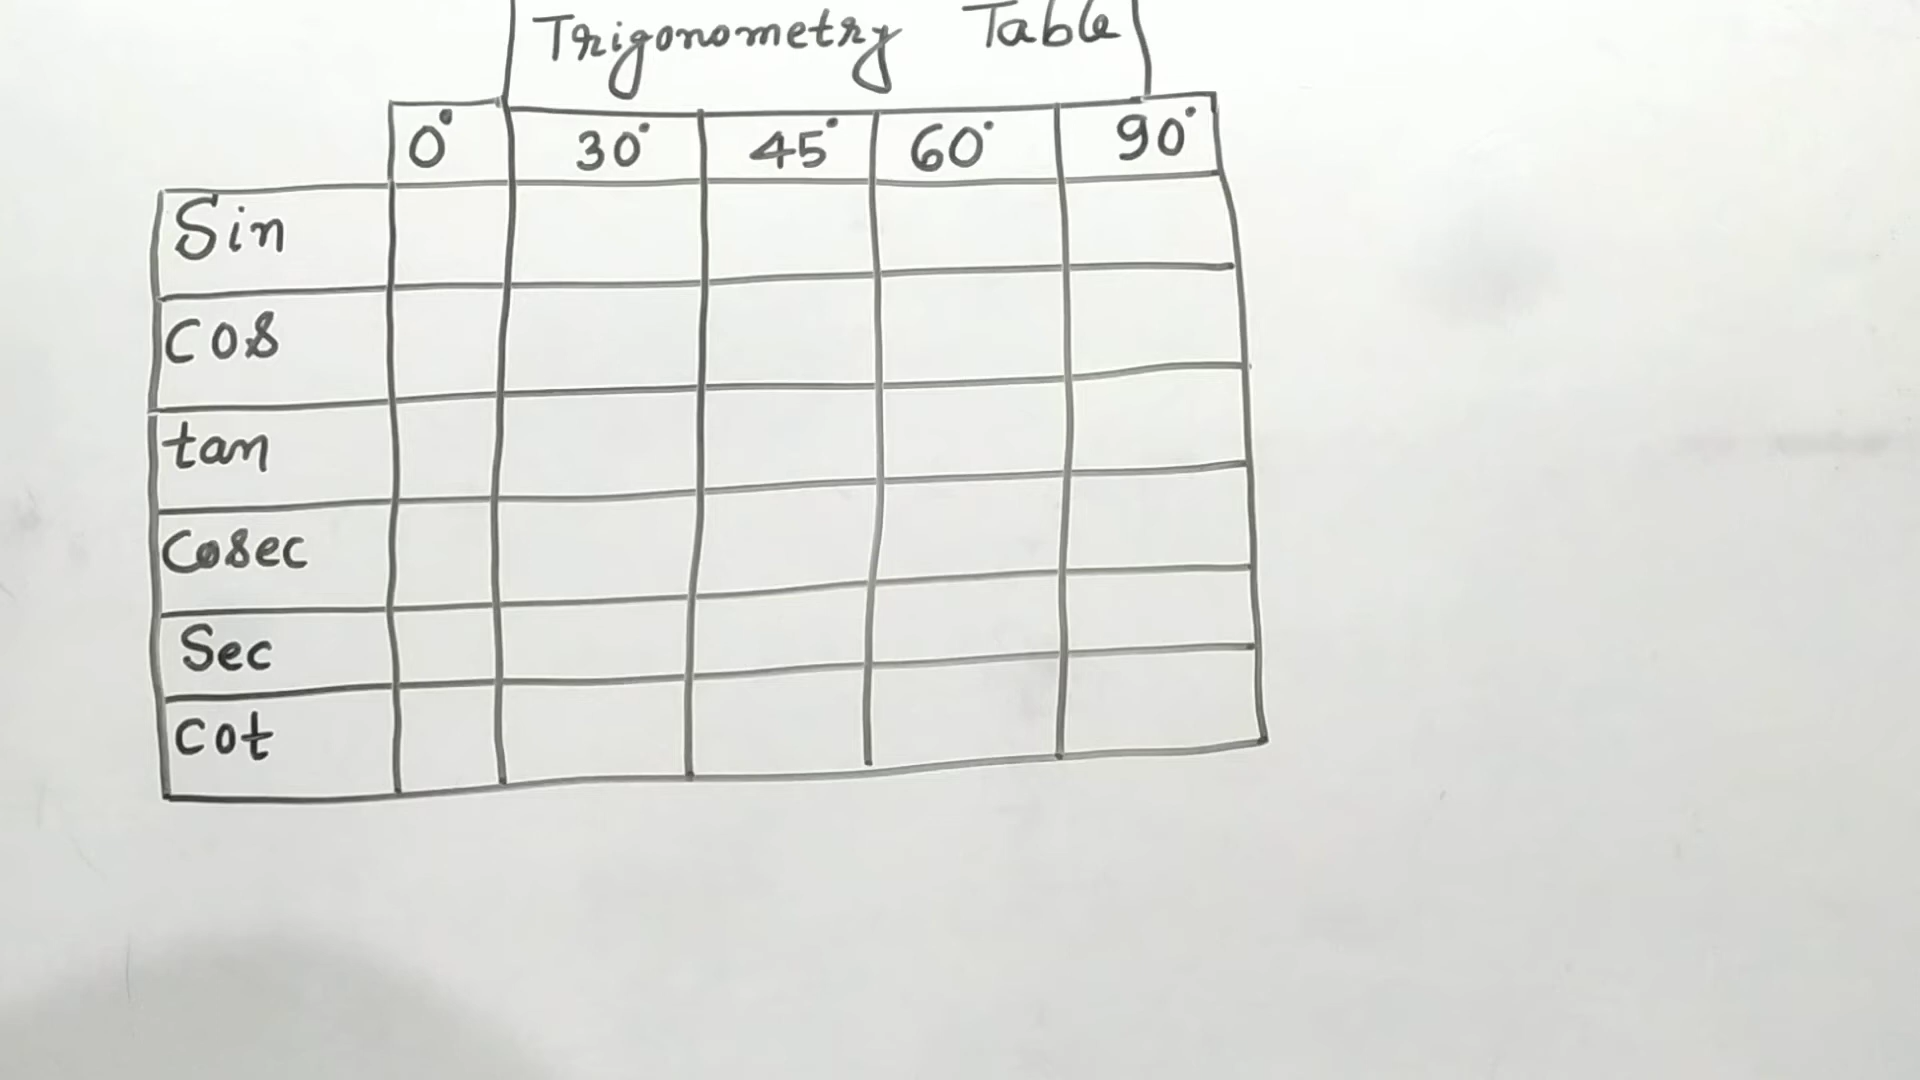 Trigonometry Table
0° 30° 45° 60° 90°
Sin
cos
tan
Cosec
Sec
cot